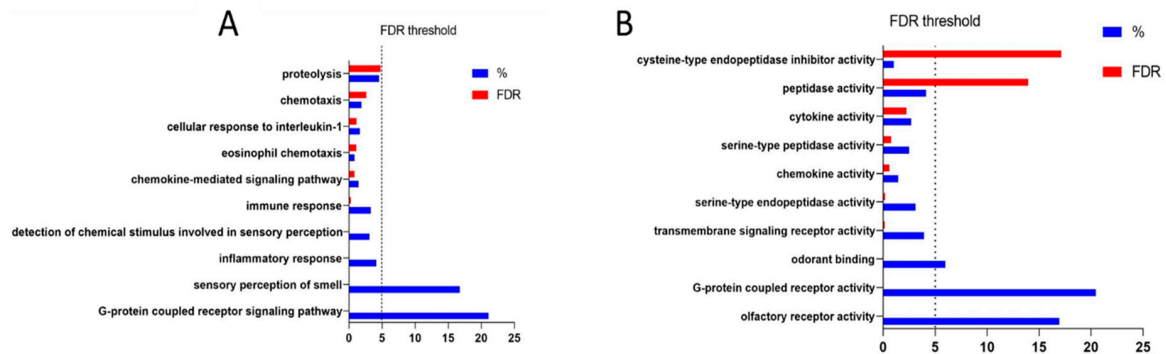 A
FDR threshold
%
FDR
proteolysis
chemotaxis
cellular response to interleukin-1
eosinophil chemotaxis
chemokine-mediated signaling pathway
immune response
detection of chemical stimulus involved in sensory perception
inflammatory response
sensory perception of smell
G-protein coupled receptor signaling pathway
0 5 10 15 20 25
B
FDR threshold
%
FDR
cysteine-type endopeptidase inhibitor activity
peptidase activity
cytokine activity
serine-type peptidase activity
chemokine activity
serine-type endopeptidase activity
transmembrane signaling receptor activity
odorant binding
G-protein coupled receptor activity
olfactory receptor activity
0 5 10 15 20 25